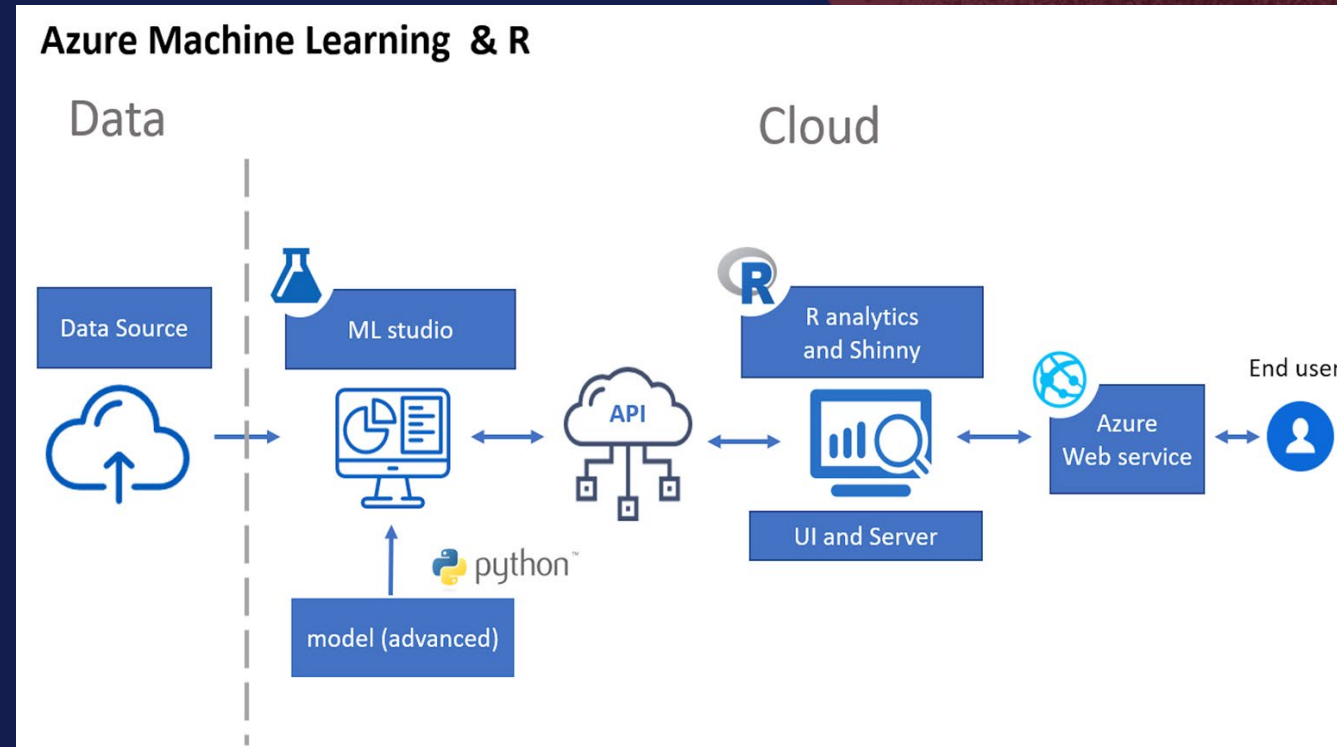 Azure Machine Learning & R
Data
Cloud
Data Source
ML studio
R
R analytics
and Shinny
API
End user
Azure
Web service
UI and Server
python™
model (advanced)